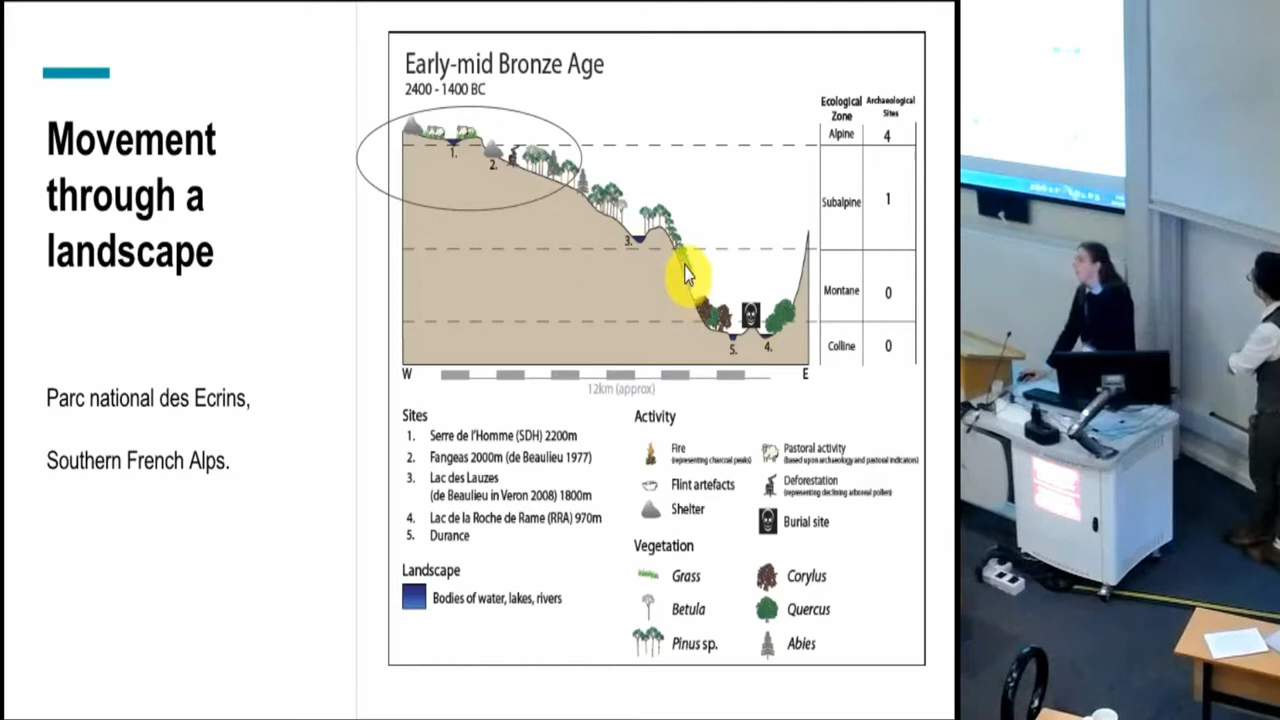 Movement
through a
landscape
Parc national des Ecrins,
Southern French Alps.
Early-mid Bronze Age
2400 - 1400 BC
Ecological Zone
Archaeological Sites
Alpine 4
Subalpine 1
Montane 0
Colline 0
1.
2.
3.
5.
4.
W
E
12km (approx)
Sites
1. Serre de l'Homme (SDH) 2200m
2. Fangeas 2000m (de Beaulieu 1977)
3. Lac des Lauzes
(de Beaulieu in Veron 2008) 1800m
4. Lac de la Roche de Rame (RRA) 970m
5. Durance
Landscape
Bodies of water, lakes, rivers
Activity
Fire
(representing charcoal peaks)
Flint artefacts
Shelter
Pastoral activity
(based upon archaeology and pastoral indicators)
Deforestation
(representing declining arboreal pollen)
Burial site
Vegetation
Grass
Betula
Pinus sp.
Corylus
Quercus
Abies